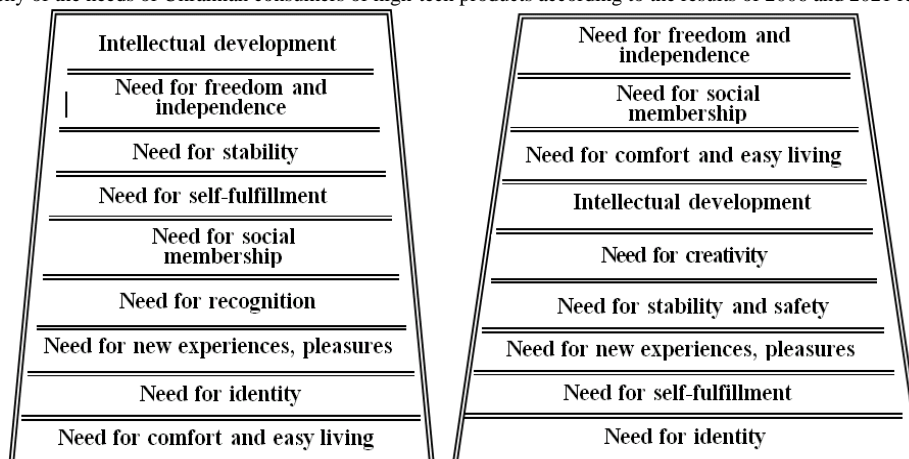 Intellectual development
Need for freedom and
independence
Need for stability
Need for self-fulfillment
Need for social
membership
Need for recognition
Need for new experiences, pleasures
Need for identity
Need for comfort and easy living
Need for freedom and
independence
Need for social
membership
Need for comfort and easy living
Intellectual development
Need for creativity
Need for stability and safety
Need for new experiences, pleasures
Need for self-fulfillment
Need for identity